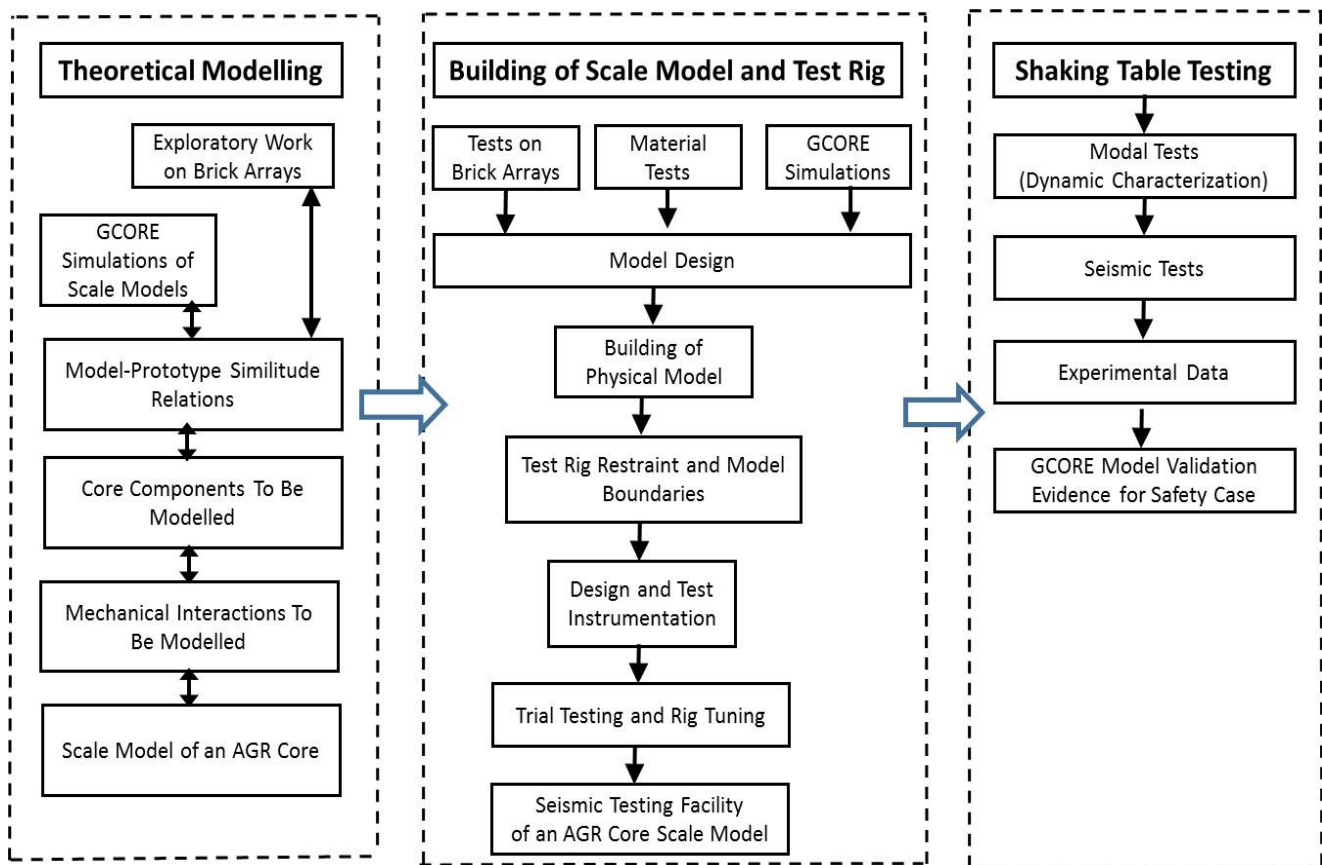 Theoretical Modelling
Exploratory Work
on Brick Arrays
GCORE
Simulations of
Scale Models
Model-Prototype Similitude
Relations
Core Components To Be
Modelled
Mechanical Interactions To
Be Modelled
Scale Model of an AGR Core
Building of Scale Model and Test Rig
Tests on
Brick Arrays
Material
Tests
GCORE
Simulations
Model Design
Building of
Physical Model
Test Rig Restraint and Model
Boundaries
Design and Test
Instrumentation
Trial Testing and Rig Tuning
Seismic Testing Facility
of an AGR Core Scale Model
Shaking Table Testing
Modal Tests
(Dynamic Characterization)
Seismic Tests
Experimental Data
GCORE Model Validation
Evidence for Safety Case